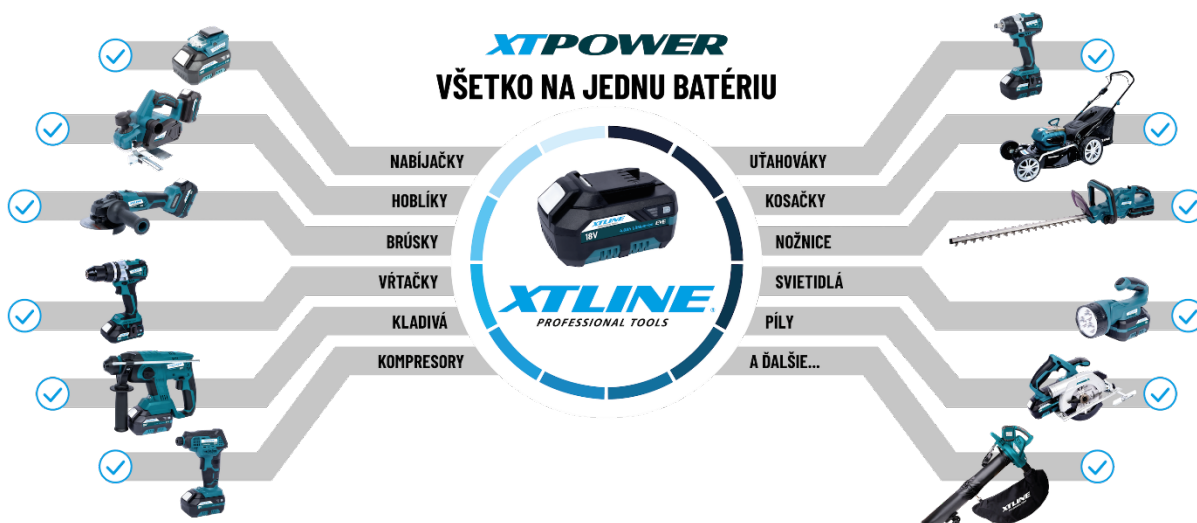 XTPOWER
VŠETKO NA JEDNU BATÉRIU
NABÍJAČKY
HOBLÍKY
BRÚSKY
VŔTAČKY
KLADIVÁ
KOMPRESORY
XTLINE
18V
XTLINE
PROFESSIONAL TOOLS
UŤAHOVÁKY
KOSAČKY
NOŽNICE
SVIETIDLÁ
PÍLY
A ĎALŠIE...
XTLINE